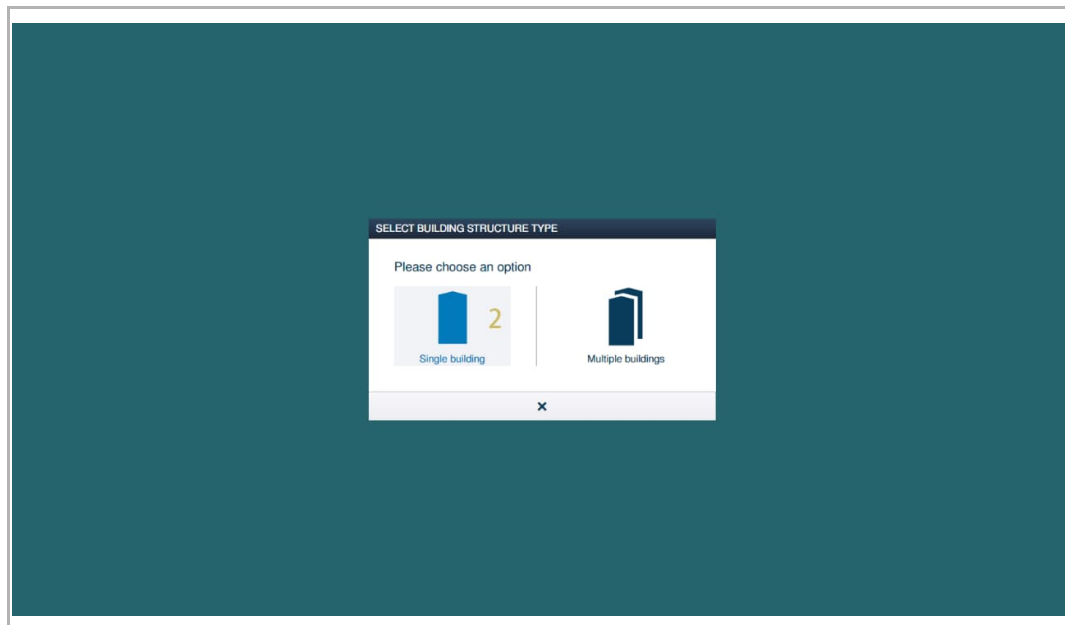 SELECT BUILDING STRUCTURE TYPE
Please choose an option
2
Single building
Multiple buildings